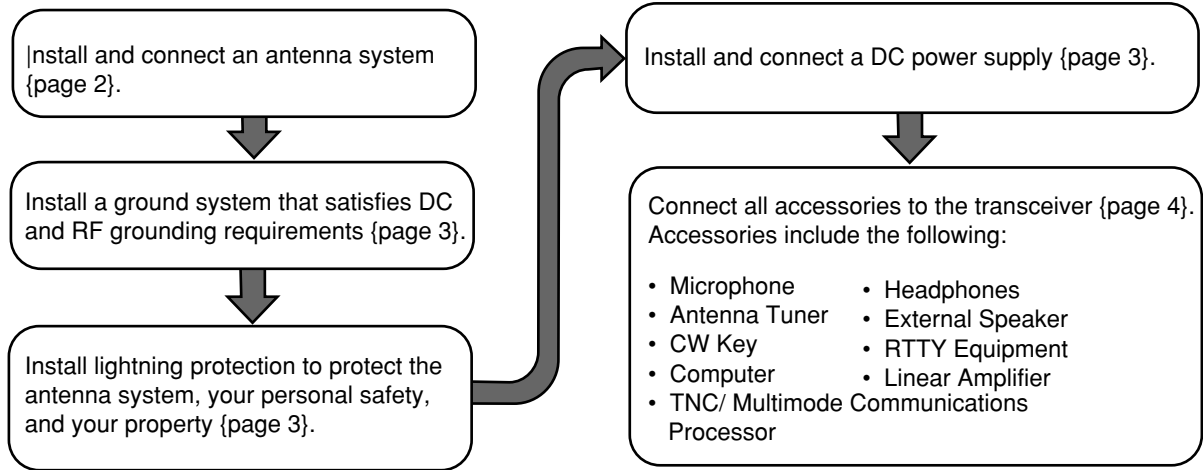 Install and connect an antenna system
{page 2}.
Install a ground system that satisfies DC
and RF grounding requirements {page 3}.
Install lightning protection to protect the
antenna system, your personal safety,
and your property {page 3}.
Install and connect a DC power supply {page 3}.
Connect all accessories to the transceiver {page 4}.
Accessories include the following:
• Microphone
• Antenna Tuner
• CW Key
• Computer
• TNC/ Multimode Communications
Processor
• Headphones
• External Speaker
• RTTY Equipment
• Linear Amplifier